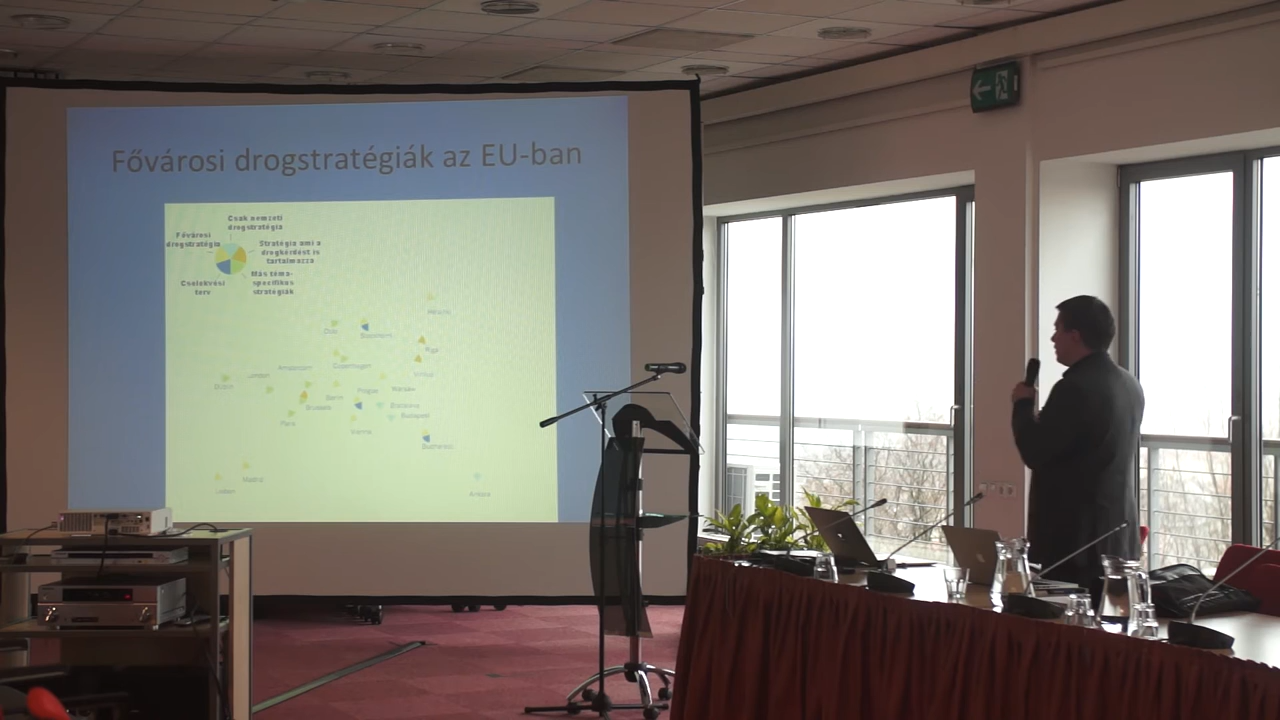 Fővárosi drogstratégiák az EU-ban
Csak nemzeti
drogstratégia
Fővárosi
drogstratégia
Stratégia ami a
drogkérdést is
tartalmazza
Más téma-
specifikus
stratégiák
Cselekvési
terv
Helsinki
Oslo
Stockholm
Riga
Vilnius
Copenhagen
Amsterdam
London
Dublin
Berlin
Prague
Warsaw
Brussels
Bratislava
Budapest
Paris
Vienna
Bucharest
Madrid
Lisbon
Ankara